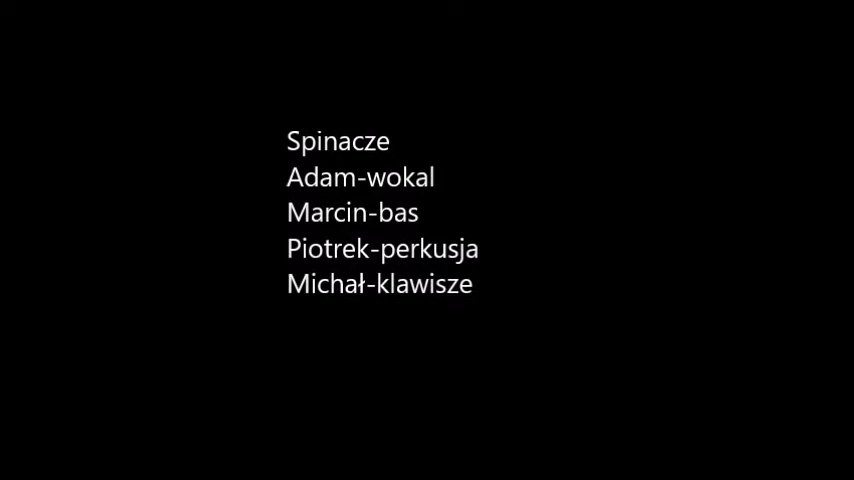 Spinacze
Adam-wokal
Marcin-bas
Piotrek-perkusja
Michał-klawisze